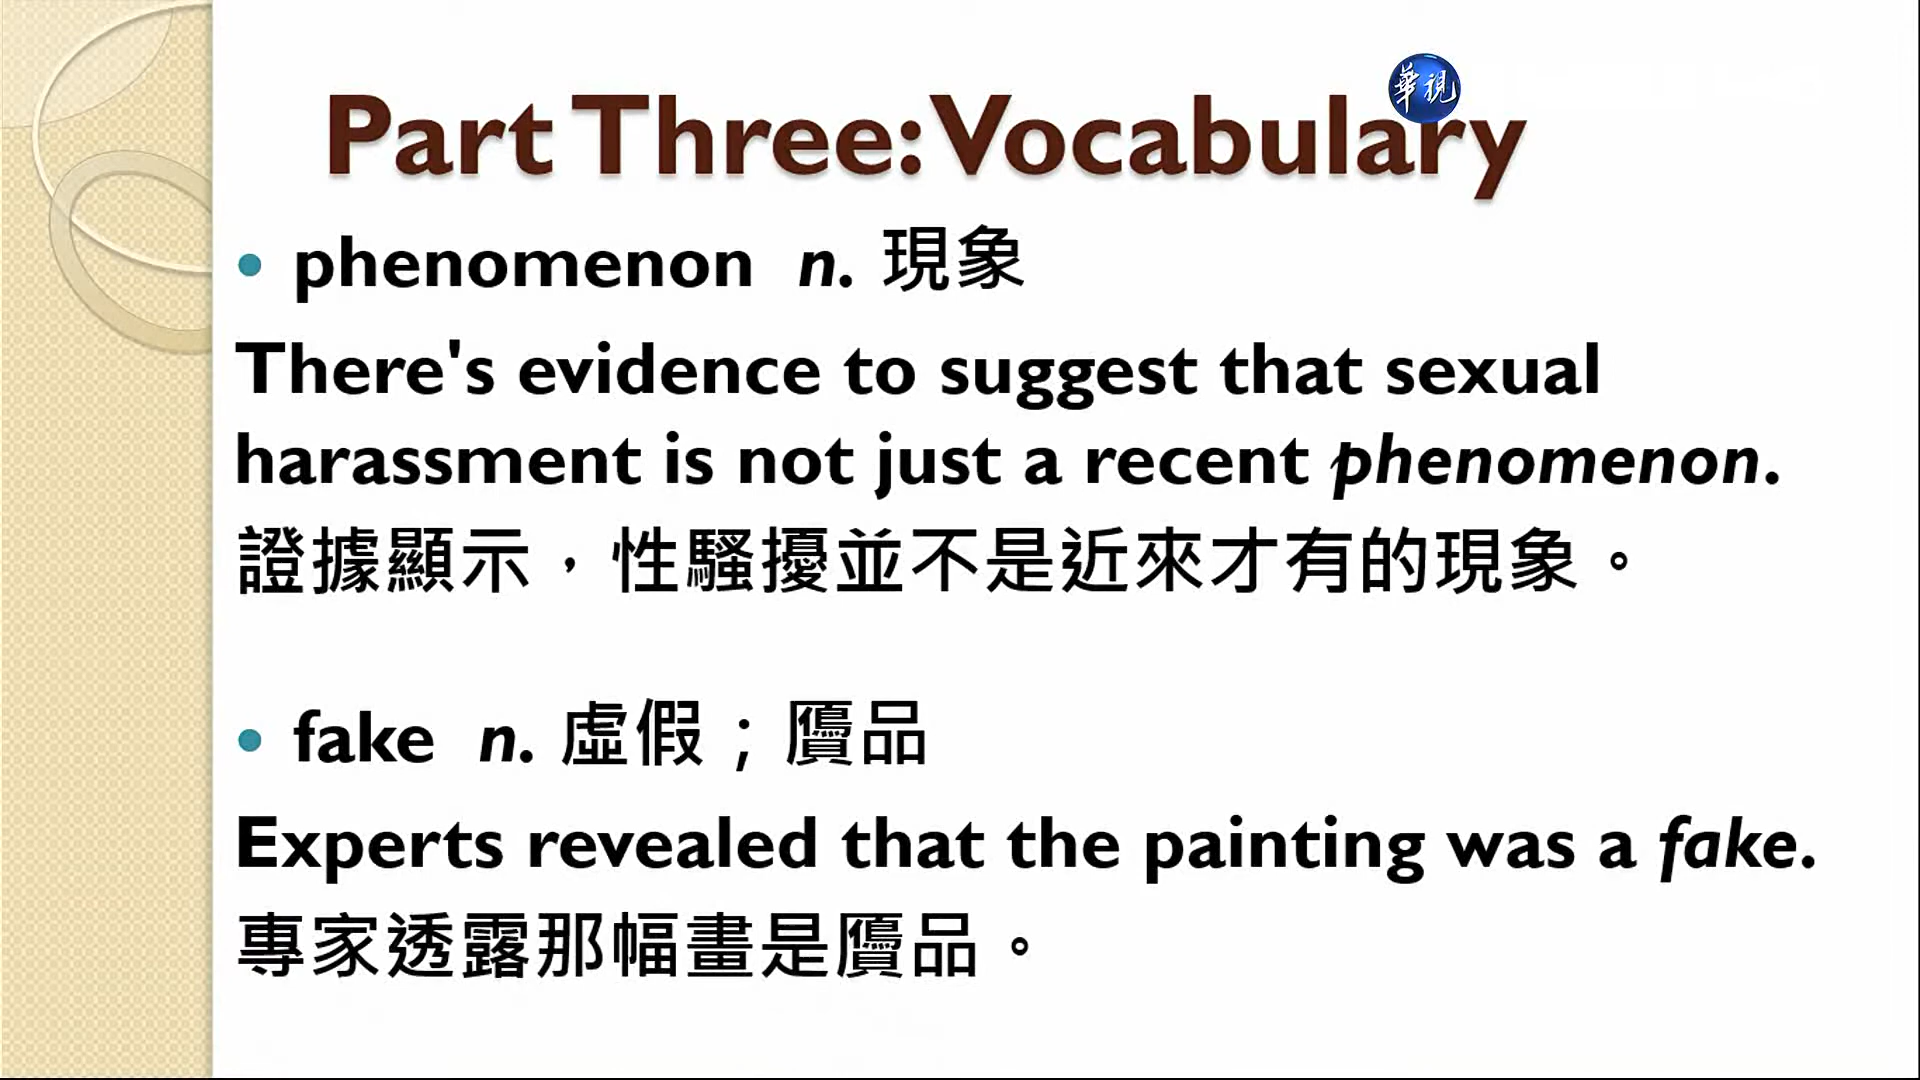 華視
Part Three: Vocabulary
• phenomenon n. 現象
There's evidence to suggest that sexual
harassment is not just a recent phenomenon.
證據顯示，性騷擾並不是近來才有的現象。
• fake n. 虛假；贗品
Experts revealed that the painting was a fake.
專家透露那幅畫是贗品。